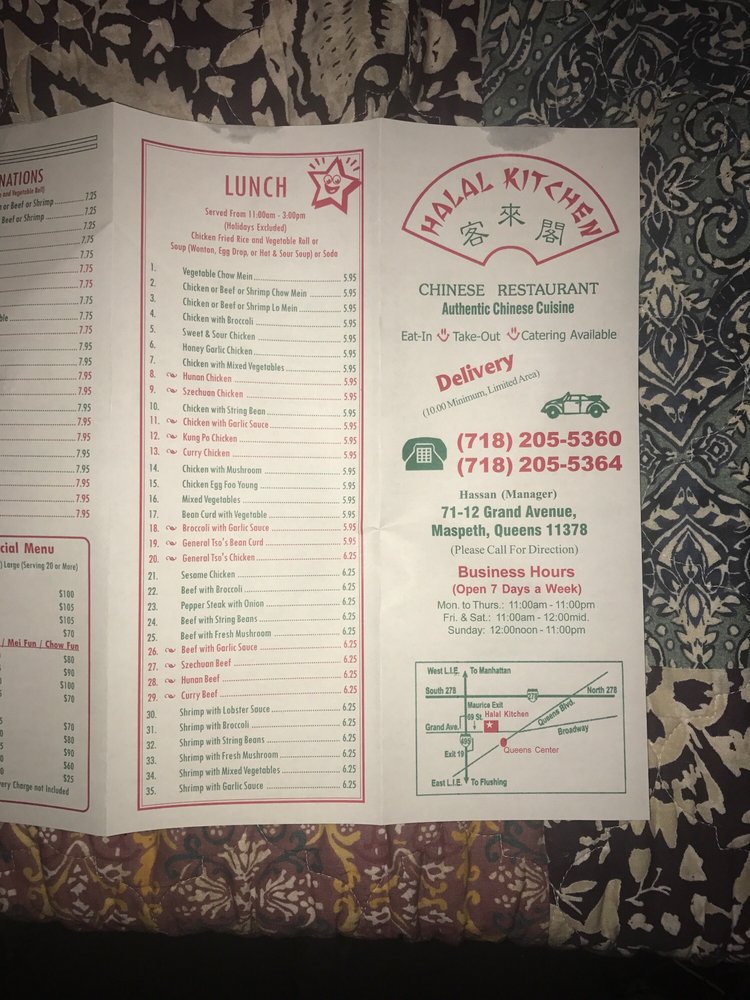 NATIONS
and Vegetable Roll)
or Beef or Shrimp 7.25
Beef or Shrimp 7.25
7.25
7.75
7.75
7.75
7.75
7.75
7.75
7.95
7.95
7.95
7.95
7.95
7.95
7.95
7.95
7.95
7.95
7.95
7.95
cial Menu
) Large (Serving 20 or More)
$100
$105
$105
$70
/ Mei Fun / Chow Fun
$80
$90
$100
$70
$70
$80
$90
$60
$25
very Charge not Included
LUNCH
Served From 11:00am - 3:00pm
(Holidays Excluded)
Chicken Fried Rice and Vegetable Roll or
Soup (Wonton, Egg Drop, or Hot & Sour Soup) or Soda
1. Vegetable Chow Mein 5.95
2. Chicken or Beef or Shrimp Chow Mein 5.95
3. Chicken or Beef or Shrimp Lo Mein 5.95
4. Chicken with Broccoli 5.95
5. Sweet & Sour Chicken 5.95
6. Honey Garlic Chicken 5.95
7. Chicken with Mixed Vegetables 5.95
8. Hunan Chicken 5.95
9. Szechuan Chicken 5.95
10. Chicken with String Bean 5.95
11. Chicken with Garlic Sauce 5.95
12. Kung Po Chicken 5.95
13. Curry Chicken 5.95
14. Chicken with Mushroom 5.95
15. Chicken Egg Foo Young 5.95
16. Mixed Vegetables 5.95
17. Bean Curd with Vegetable 5.95
18. Broccoli with Garlic Sauce 5.95
19. General Tso's Bean Curd 5.95
20. General Tso's Chicken 6.25
21. Sesame Chicken 6.25
22. Beef with Broccoli 6.25
23. Pepper Steak with Onion 6.25
24. Beef with String Beans 6.25
25. Beef with Fresh Mushroom 6.25
26. Beef with Garlic Sauce 6.25
27. Szechuan Beef 6.25
28. Hunan Beef 6.25
29. Curry Beef 6.25
30. Shrimp with Lobster Sauce 6.25
31. Shrimp with Broccoli 6.25
32. Shrimp with String Beans 6.25
33. Shrimp with Fresh Mushroom 6.25
34. Shrimp with Mixed Vegetables 6.25
35. Shrimp with Garlic Sauce 6.25
HALAL KITCHEN
客來閣
CHINESE RESTAURANT
Authentic Chinese Cuisine
Eat-In Take-Out Catering Available
Delivery
(10.00 Minimum, Limited Area)
(718) 205-5360
(718) 205-5364
Hassan (Manager)
71-12 Grand Avenue,
Maspeth, Queens 11378
(Please Call For Direction)
Business Hours
(Open 7 Days a Week)
Mon. to Thurs.: 11:00am - 11:00pm
Fri. & Sat.: 11:00am - 12:00mid.
Sunday: 12:00noon - 11:00pm
West L.I.E. To Manhattan
South 278 278 North 278
Maurice Exit
69 St. Halal Kitchen
Queens Blvd.
Grand Ave.
Broadway
495
Exit 19
Queens Center
East L.I.E To Flushing